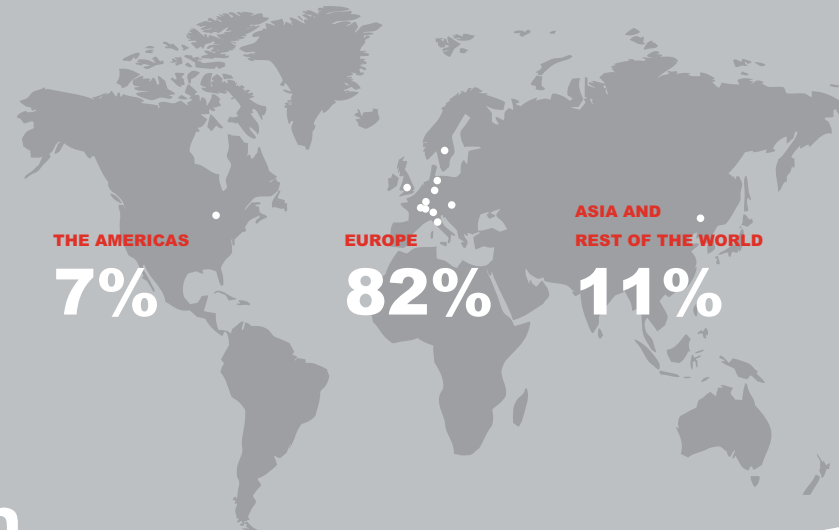 THE AMERICAS
7%
EUROPE
82%
ASIA AND
REST OF THE WORLD
11%